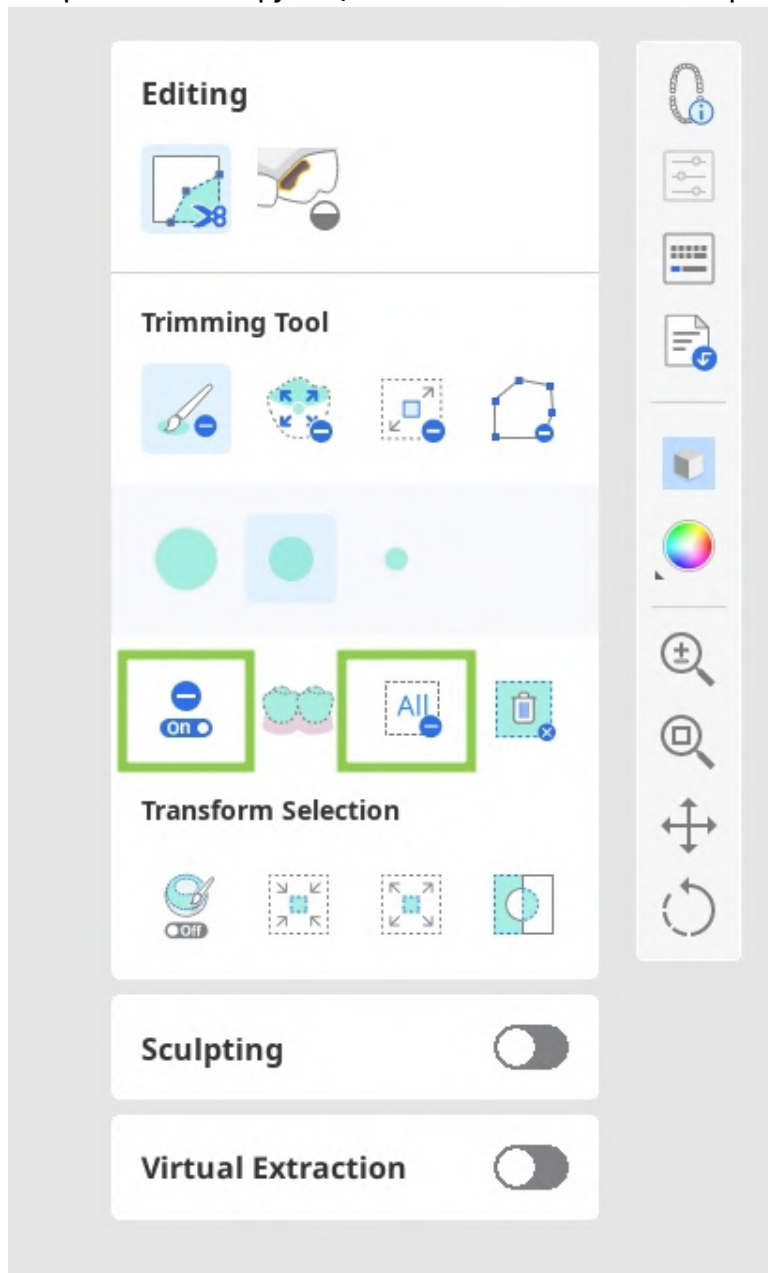 Editing
Trimming Tool
On
All
Transform Selection
Off
Sculpting
Virtual Extraction